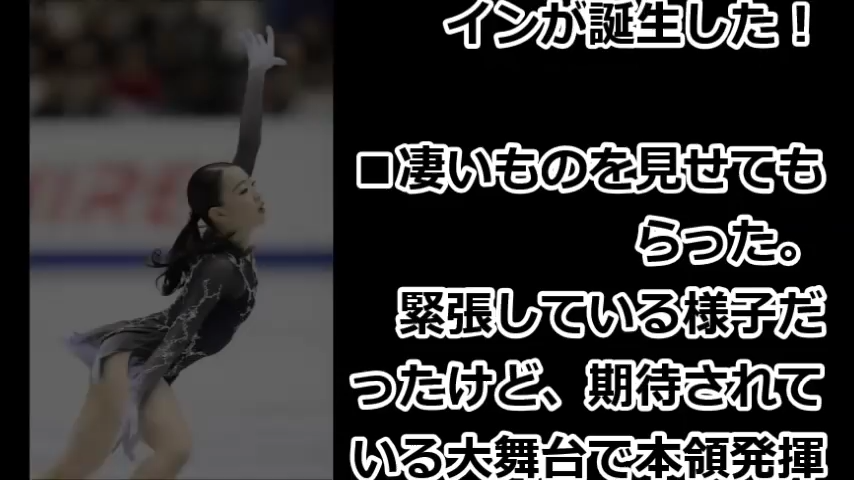 インが誕生した！
□凄いものを見せても
らった。
緊張している様子だ
ったけど、期待されて
いる大舞台で本領発揮